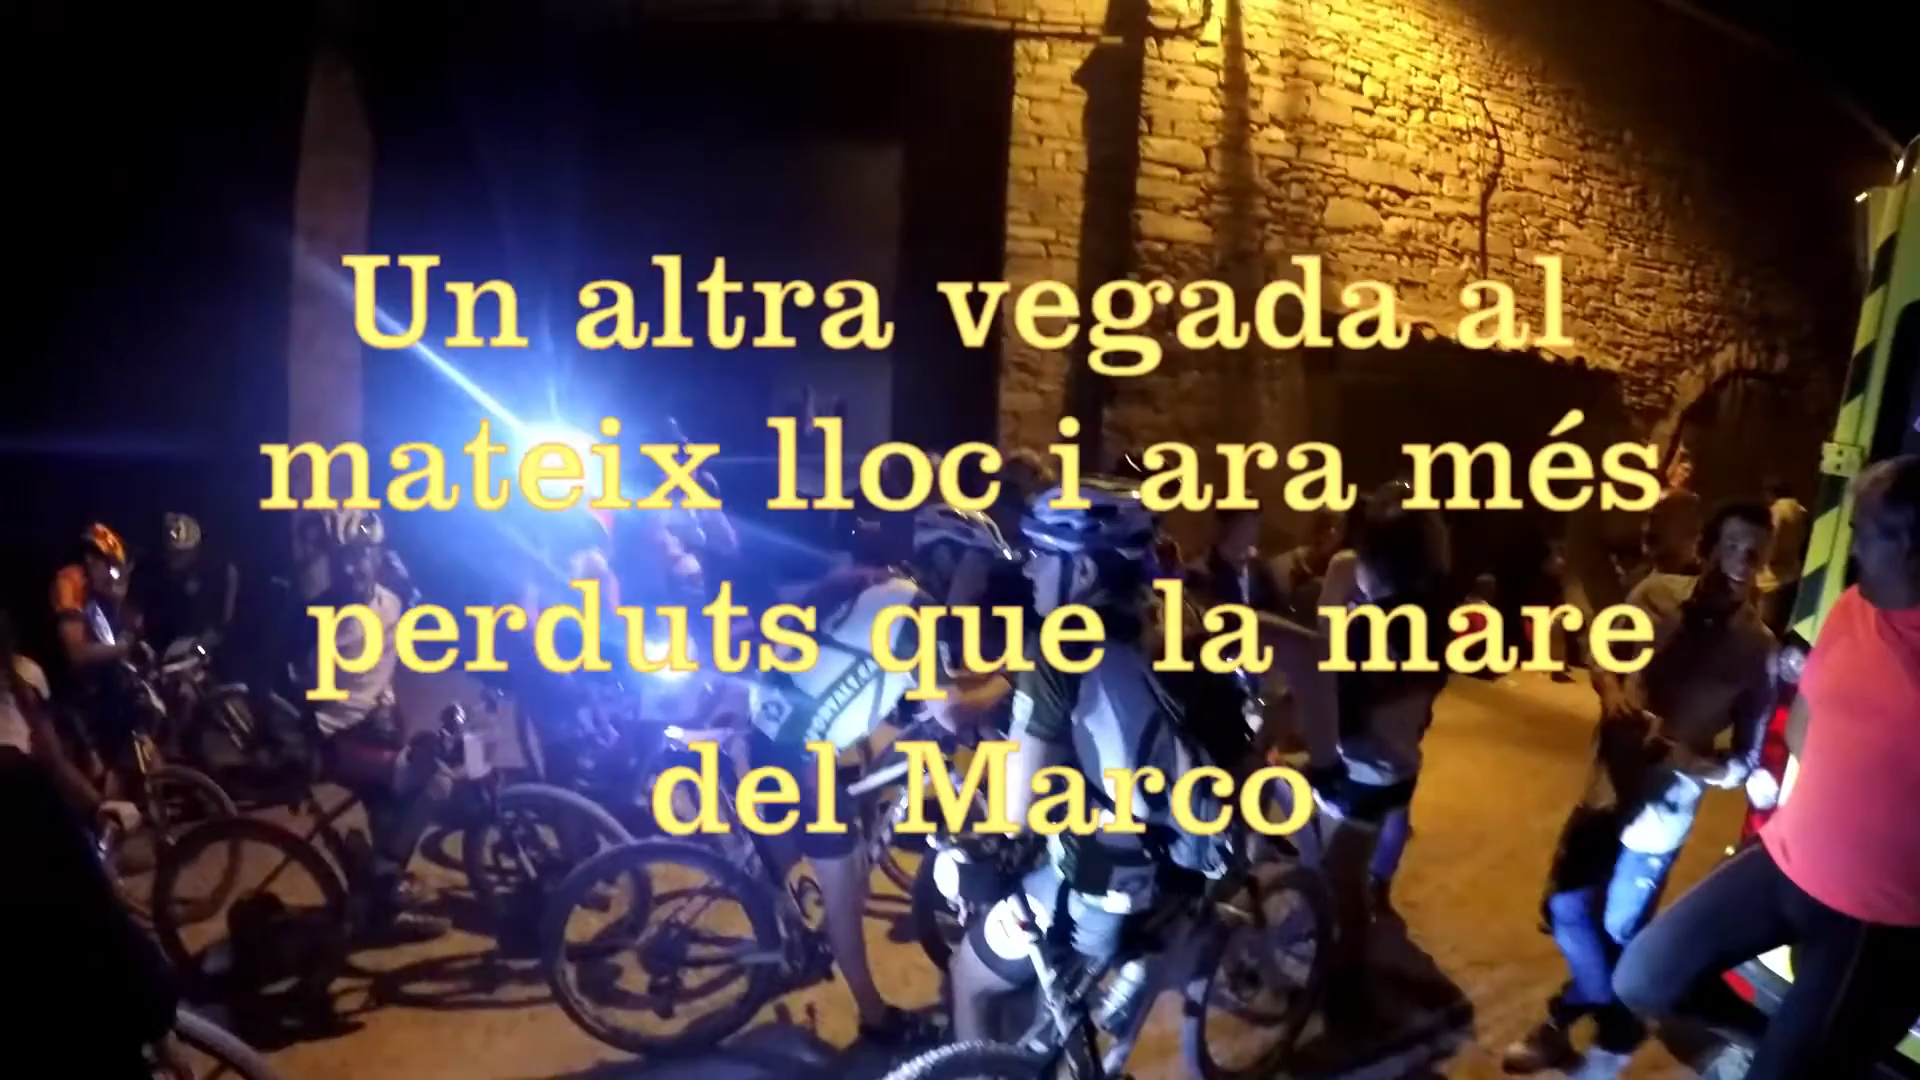 Un altra vegada al
mateix lloc i ara més
perduts que la mare
del Marco